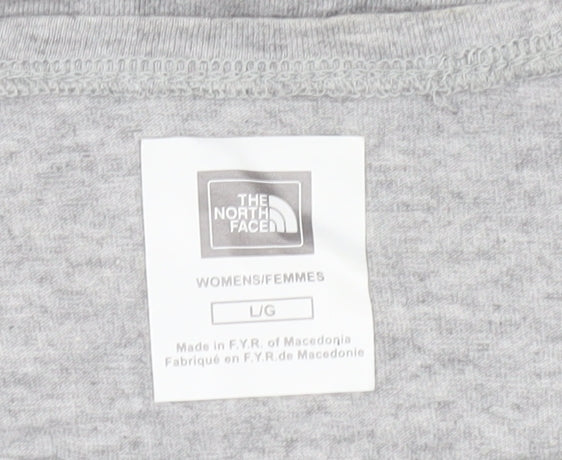 THE
NORTH
FACE
WOMENS/FEMMES
L/G
Made in F.Y.R. of Macedonia
Fabriqué en F.Y.R.de Macedonie